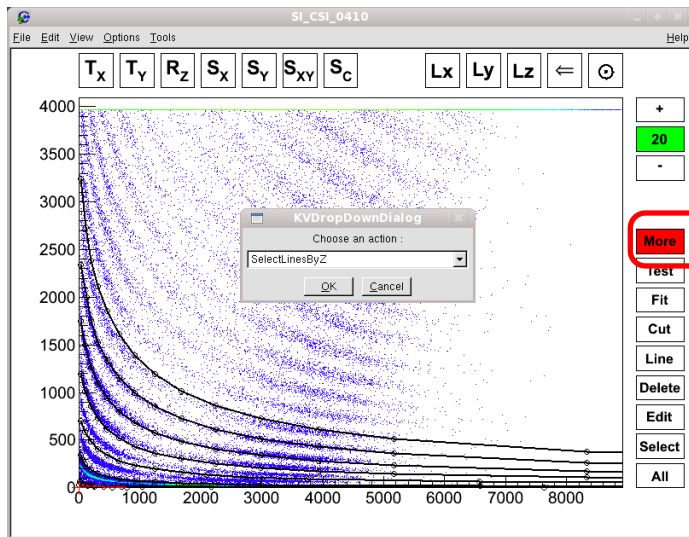 SI_CSI_0410
File Edit View Options Tools Help
TX TY RZ SX SY SXY SC Lx Ly Lz ⇐ ⊙
+
20
-
More
Test
Fit
Cut
Line
Delete
Edit
Select
All
4000
3500
3000
2500
2000
1500
1000
500
0
0 1000 2000 3000 4000 5000 6000 7000 8000
KVDropDownDialog
Choose an action :
SelectLinesByZ
OK Cancel